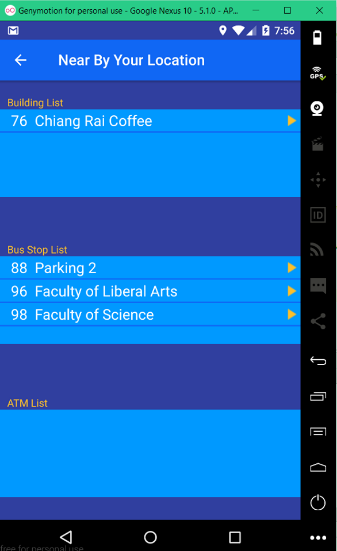 Genymotion for personal use - Google Nexus 10 - 5.1.0 - AP...
7:56
Near By Your Location
GPS
Building List
76 Chiang Rai Coffee
ID
Bus Stop List
88 Parking 2
96 Faculty of Liberal Arts
98 Faculty of Science
ATM List
free for personal use